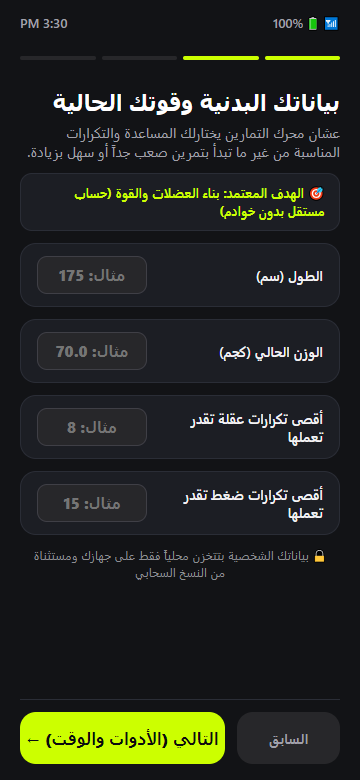 3:30 PM
100%
بياناتك البدنية وقوتك الحالية
عشان محرك التمارين يختارلك المساعدة والتكرارات
المناسبة من غير ما تبدأ بتمرين صعب جداً أو سهل بزيادة.
🎯 الهدف المعتمد: بناء العضلات والقوة (حساب
مستقل بدون خوادم)
الطول (سم)
مثال: 175
الوزن الحالي (كجم)
مثال: 70.0
أقصى تكرارات عقلة تقدر
تعملها
مثال: 8
أقصى تكرارات ضغط تقدر
تعملها
مثال: 15
🔒 بياناتك الشخصية بتتخزن محلياً فقط على جهازك ومستثناة
من النسخ السحابي
السابق
التالي (الأدوات والوقت) ←